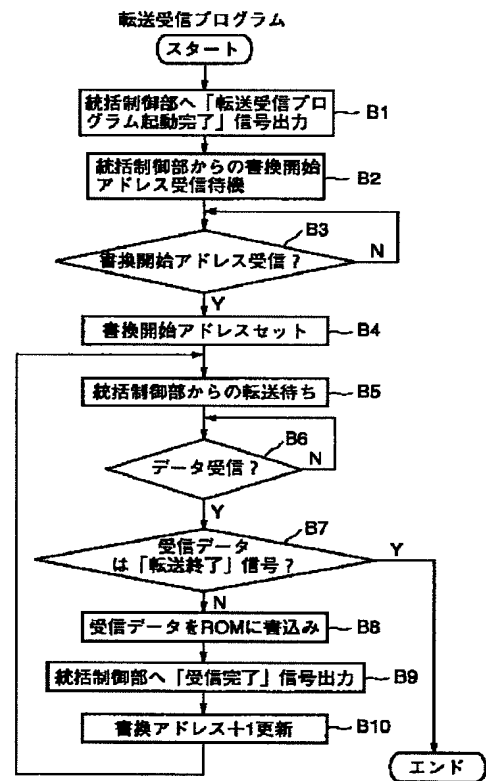 転送受信プログラム
スタート
統括制御部へ「転送受信プロ
グラム起動完了」信号出力
B1
統括制御部からの書換開始
アドレス受信待機
B2
B3
書換開始アドレス受信?
N
Y
書換開始アドレスセット
B4
統括制御部からの転送待ち
B5
B6
データ受信?
N
Y
B7
受信データ
は「転送終了」信号?
Y
N
受信データをROMに書込み
B8
統括制御部へ「受信完了」信号出力
B9
書換アドレス+1更新
B10
エンド